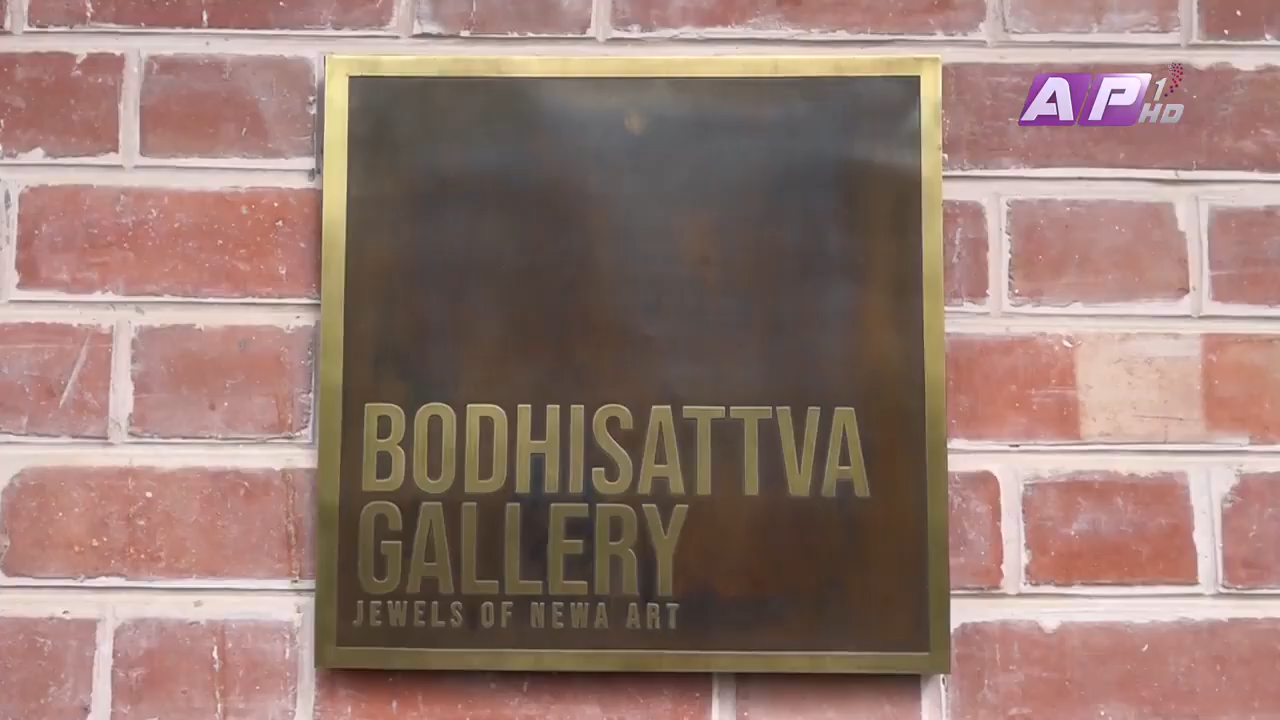 AP1
HD
BODHISATTVA
GALLERY
JEWELS OF NEWA ART